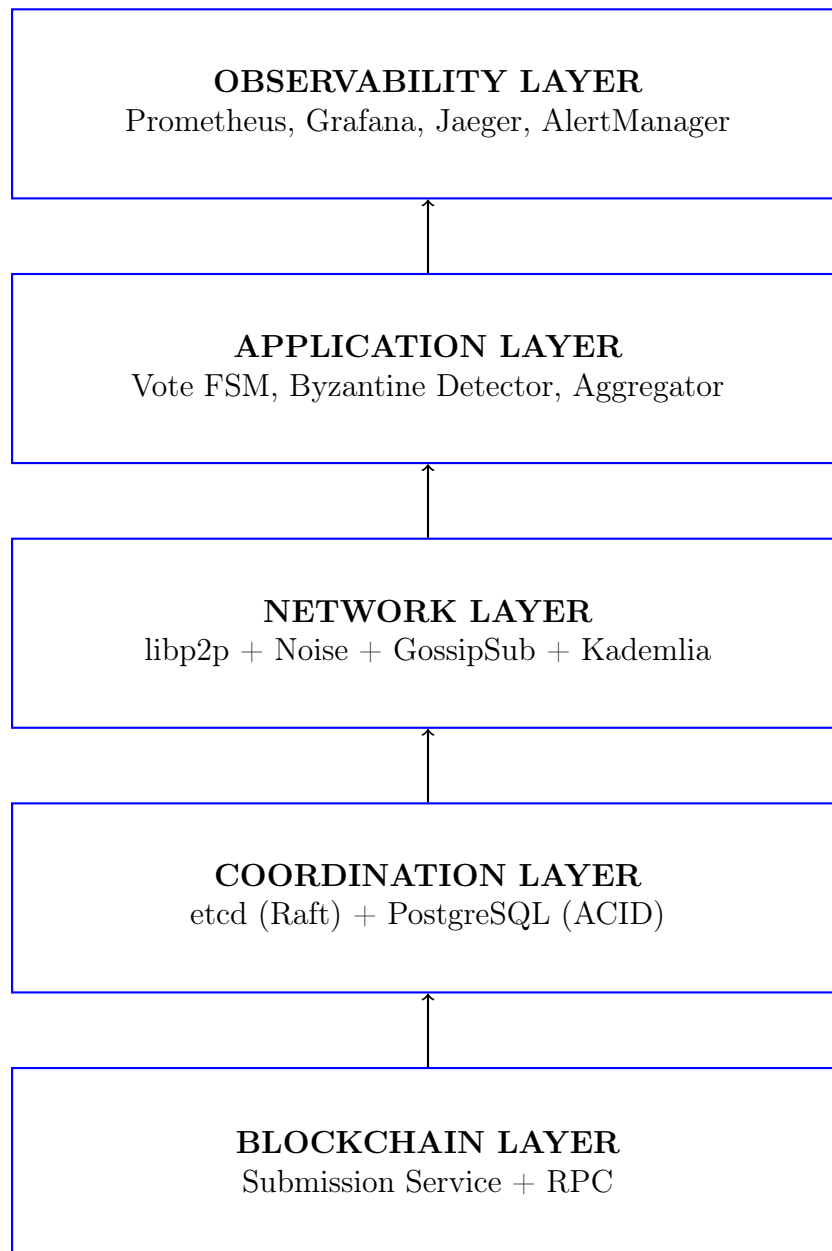 OBSERVABILITY LAYER
Prometheus, Grafana, Jaeger, AlertManager
APPLICATION LAYER
Vote FSM, Byzantine Detector, Aggregator
NETWORK LAYER
libp2p + Noise + GossipSub + Kademlia
COORDINATION LAYER
etcd (Raft) + PostgreSQL (ACID)
BLOCKCHAIN LAYER
Submission Service + RPC